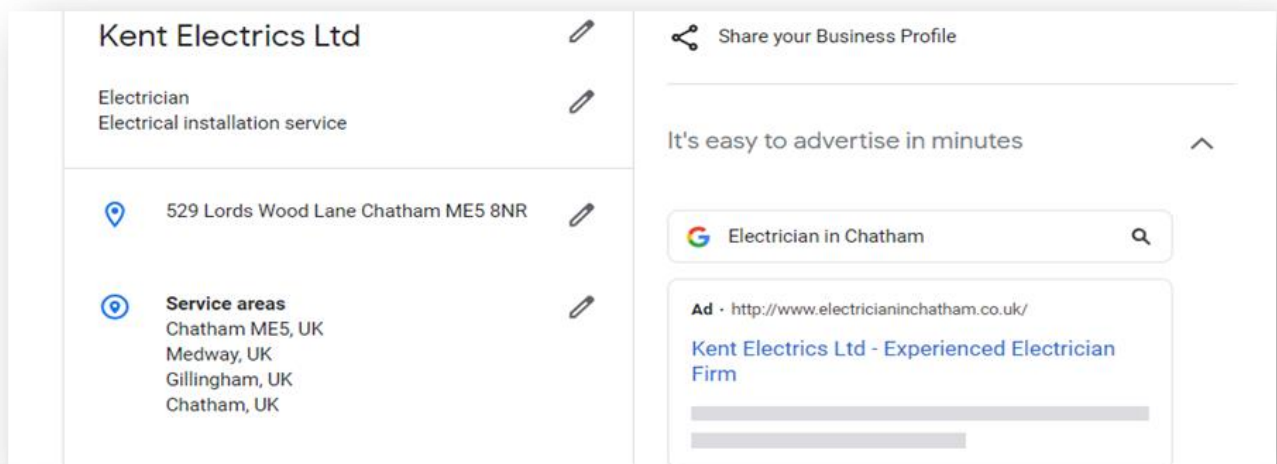 Kent Electrics Ltd
Electrician
Electrical installation service
529 Lords Wood Lane Chatham ME5 8NR
Service areas
Chatham ME5, UK
Medway, UK
Gillingham, UK
Chatham, UK
Share your Business Profile
It's easy to advertise in minutes
Electrician in Chatham
Ad · http://www.electricianinchatham.co.uk/
Kent Electrics Ltd - Experienced Electrician
Firm